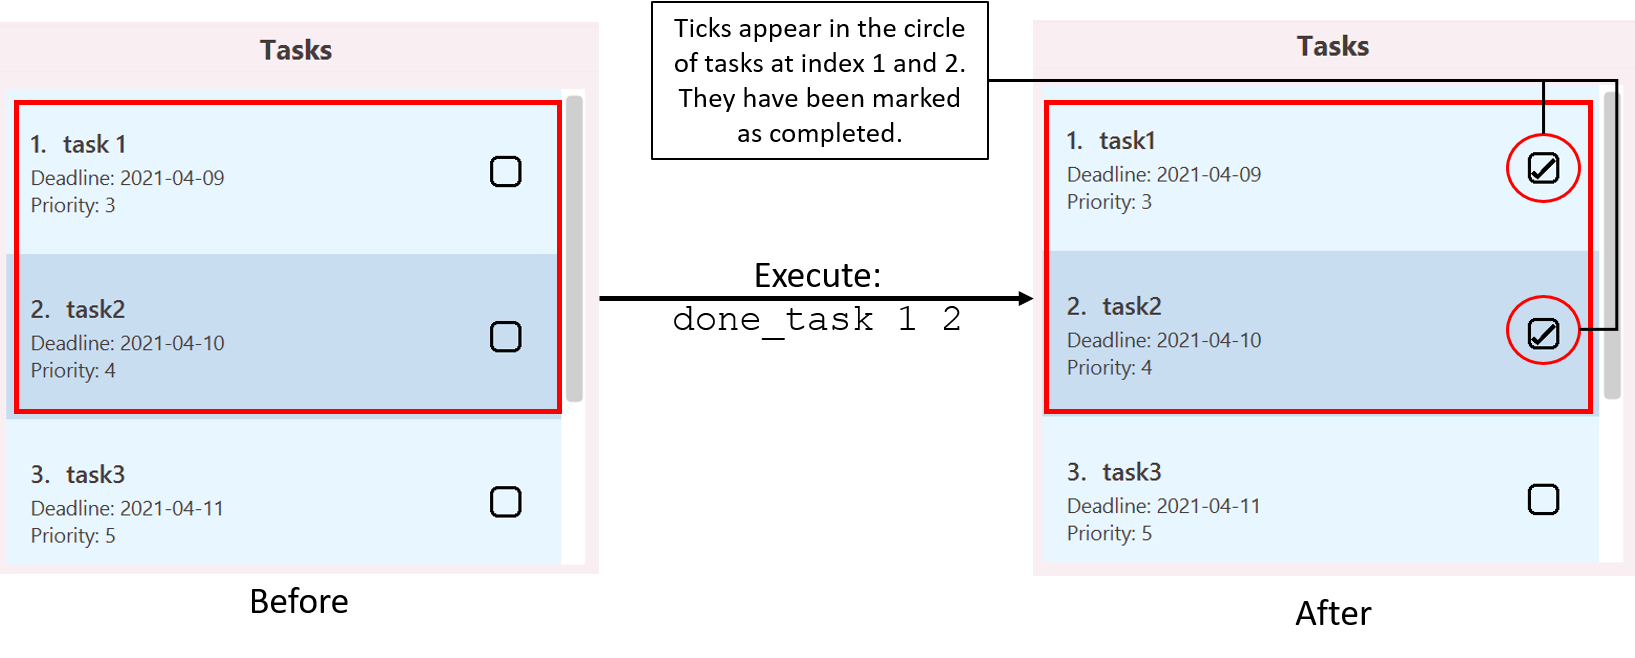 Tasks
1. task 1
Deadline: 2021-04-09
Priority: 3
2. task2
Deadline: 2021-04-10
Priority: 4
3. task3
Deadline: 2021-04-11
Priority: 5
Before
Ticks appear in the circle
of tasks at index 1 and 2.
They have been marked
as completed.
Execute:
done_task 1 2
Tasks
1. task1
Deadline: 2021-04-09
Priority: 3
2. task2
Deadline: 2021-04-10
Priority: 4
3. task3
Deadline: 2021-04-11
Priority: 5
After